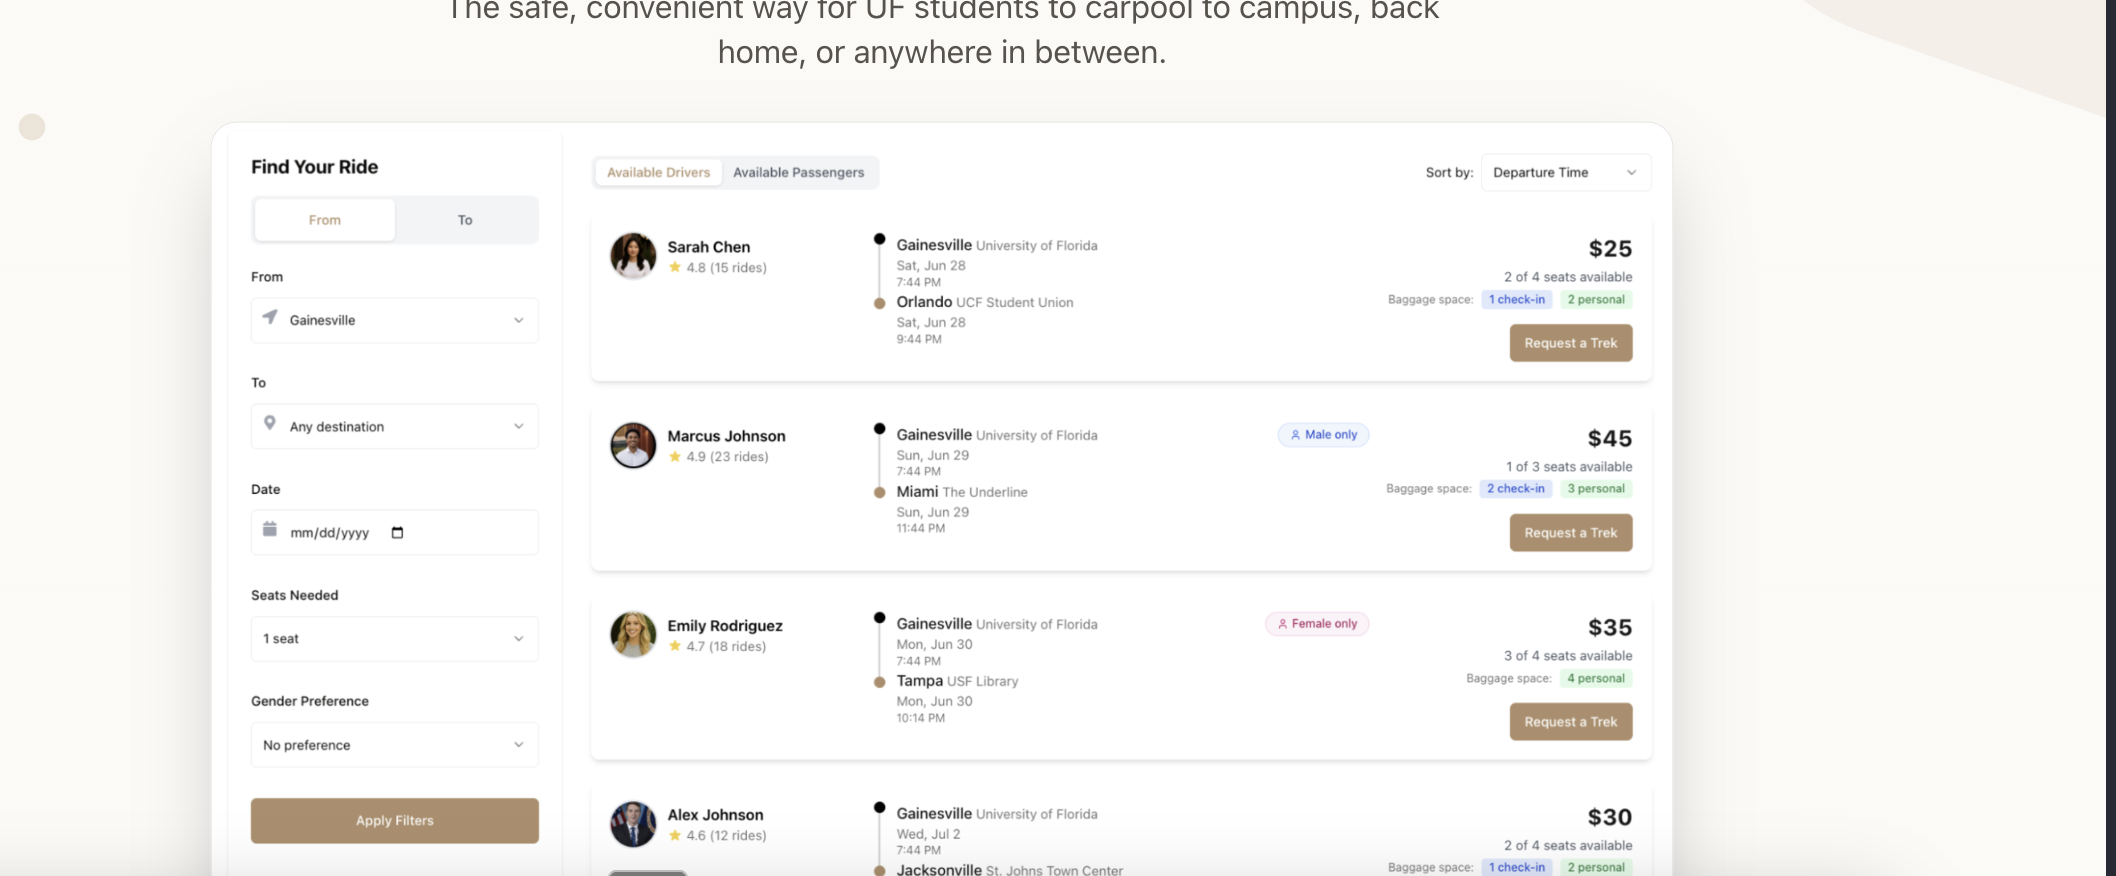 The safe, convenient way for UF students to carpool to campus, back
home, or anywhere in between.
Find Your Ride
From
To
From
Gainesville
To
Any destination
Date
mm/dd/yyyy
Seats Needed
1 seat
Gender Preference
No preference
Apply Filters
Available Drivers
Available Passengers
Sort by:
Departure Time
Sarah Chen
4.8 (15 rides)
Gainesville University of Florida
Sat, Jun 28
7:44 PM
Orlando UCF Student Union
Sat, Jun 28
9:44 PM
$25
2 of 4 seats available
Baggage space: 1 check-in 2 personal
Request a Trek
Marcus Johnson
4.9 (23 rides)
Gainesville University of Florida
Sun, Jun 29
7:44 PM
Miami The Underline
Sun, Jun 29
11:44 PM
Male only
$45
1 of 3 seats available
Baggage space: 2 check-in 3 personal
Request a Trek
Emily Rodriguez
4.7 (18 rides)
Gainesville University of Florida
Mon, Jun 30
7:44 PM
Tampa USF Library
Mon, Jun 30
10:14 PM
Female only
$35
3 of 4 seats available
Baggage space: 4 personal
Request a Trek
Alex Johnson
4.6 (12 rides)
Gainesville University of Florida
Wed, Jul 2
7:44 PM
Jacksonville St. Johns Town Center
$30
2 of 4 seats available
Baggage space: 1 check-in 2 personal